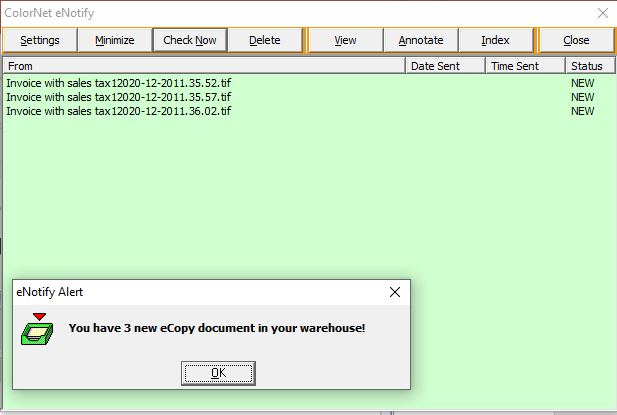 ColorNet eNotify
Settings Minimize Check Now Delete View Annotate Index Close
From Date Sent Time Sent Status
Invoice with sales tax12020-12-2011.35.52.tif NEW
Invoice with sales tax12020-12-2011.35.57.tif NEW
Invoice with sales tax12020-12-2011.36.02.tif NEW
eNotify Alert
You have 3 new eCopy document in your warehouse!
OK